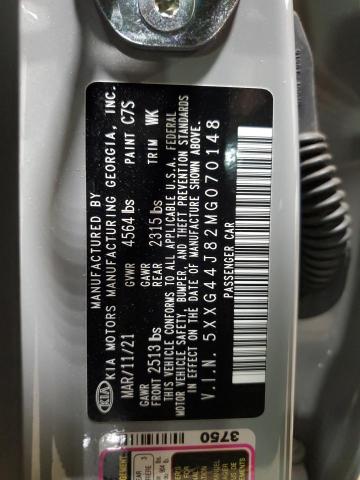 KIA
MANUFACTURED BY
KIA MOTORS MANUFACTURING GEORGIA, INC.
MAR/11/21 GVWR 4564 lbs PAINT C7S
GAWR GAWR
FRONT 2513 lbs REAR 2315 lbs TRIM WK
THIS VEHICLE CONFORMS TO ALL APPLICABLE U.S.A. FEDERAL
MOTOR VEHICLE SAFETY, BUMPER, AND THEFT PREVENTION STANDARDS
IN EFFECT ON THE DATE OF MANUFACTURE SHOWN ABOVE.
V.I.N. 5XXG44J82MG070148
PASSENGER CAR
3750